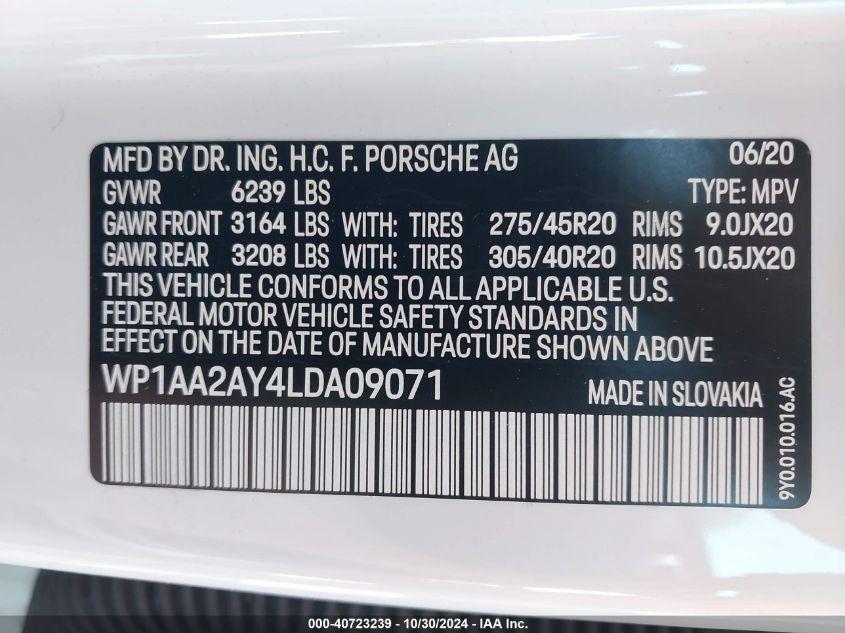 MFD BY DR. ING. H.C. F. PORSCHE AG 06/20
GVWR 6239 LBS TYPE: MPV
GAWR FRONT 3164 LBS WITH: TIRES 275/45R20 RIMS 9.0JX20
GAWR REAR 3208 LBS WITH: TIRES 305/40R20 RIMS 10.5JX20
THIS VEHICLE CONFORMS TO ALL APPLICABLE U.S.
FEDERAL MOTOR VEHICLE SAFETY STANDARDS IN
EFFECT ON THE DATE OF MANUFACTURE SHOWN ABOVE
WP1AA2AY4LDA09071 MADE IN SLOVAKIA
9Y0.010.016.AC
000-40723239 - 10/30/2024 - IAA Inc.